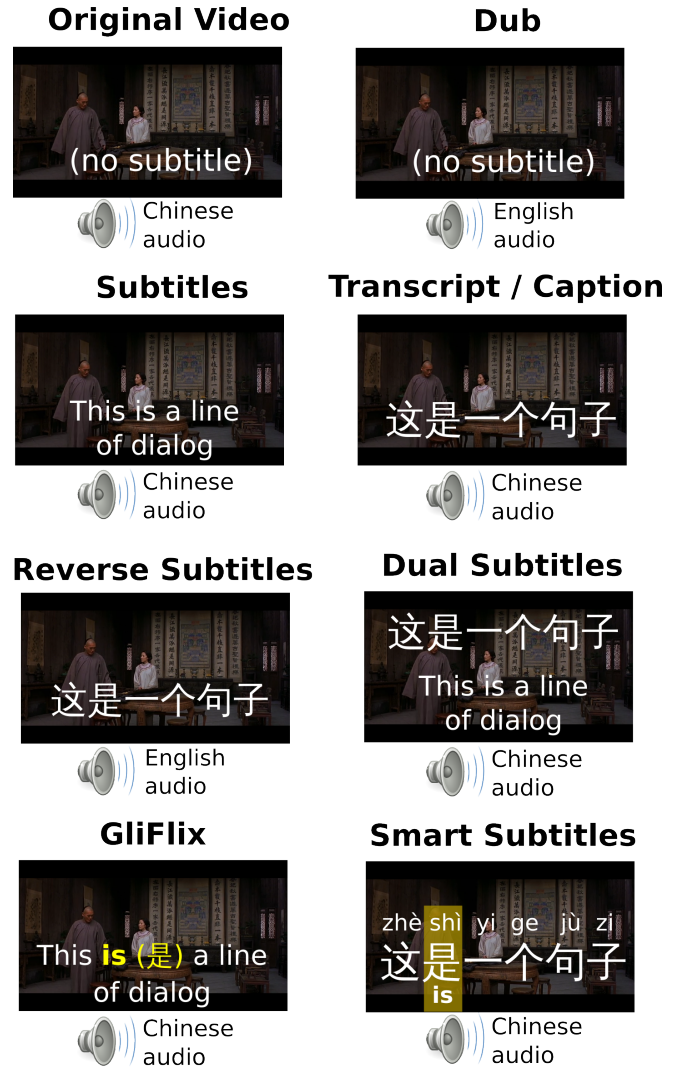 Original Video
(no subtitle)
Chinese
audio
Dub
(no subtitle)
English
audio
Subtitles
This is a line
of dialog
Chinese
audio
Transcript / Caption
这是一个句子
Chinese
audio
Reverse Subtitles
这是一个句子
English
audio
Dual Subtitles
这是一个句子
This is a line
of dialog
Chinese
audio
GliFlix
This is (是) a line
of dialog
Chinese
audio
Smart Subtitles
zhè shì yi ge jù zi
这是一个句子
is
Chinese
audio